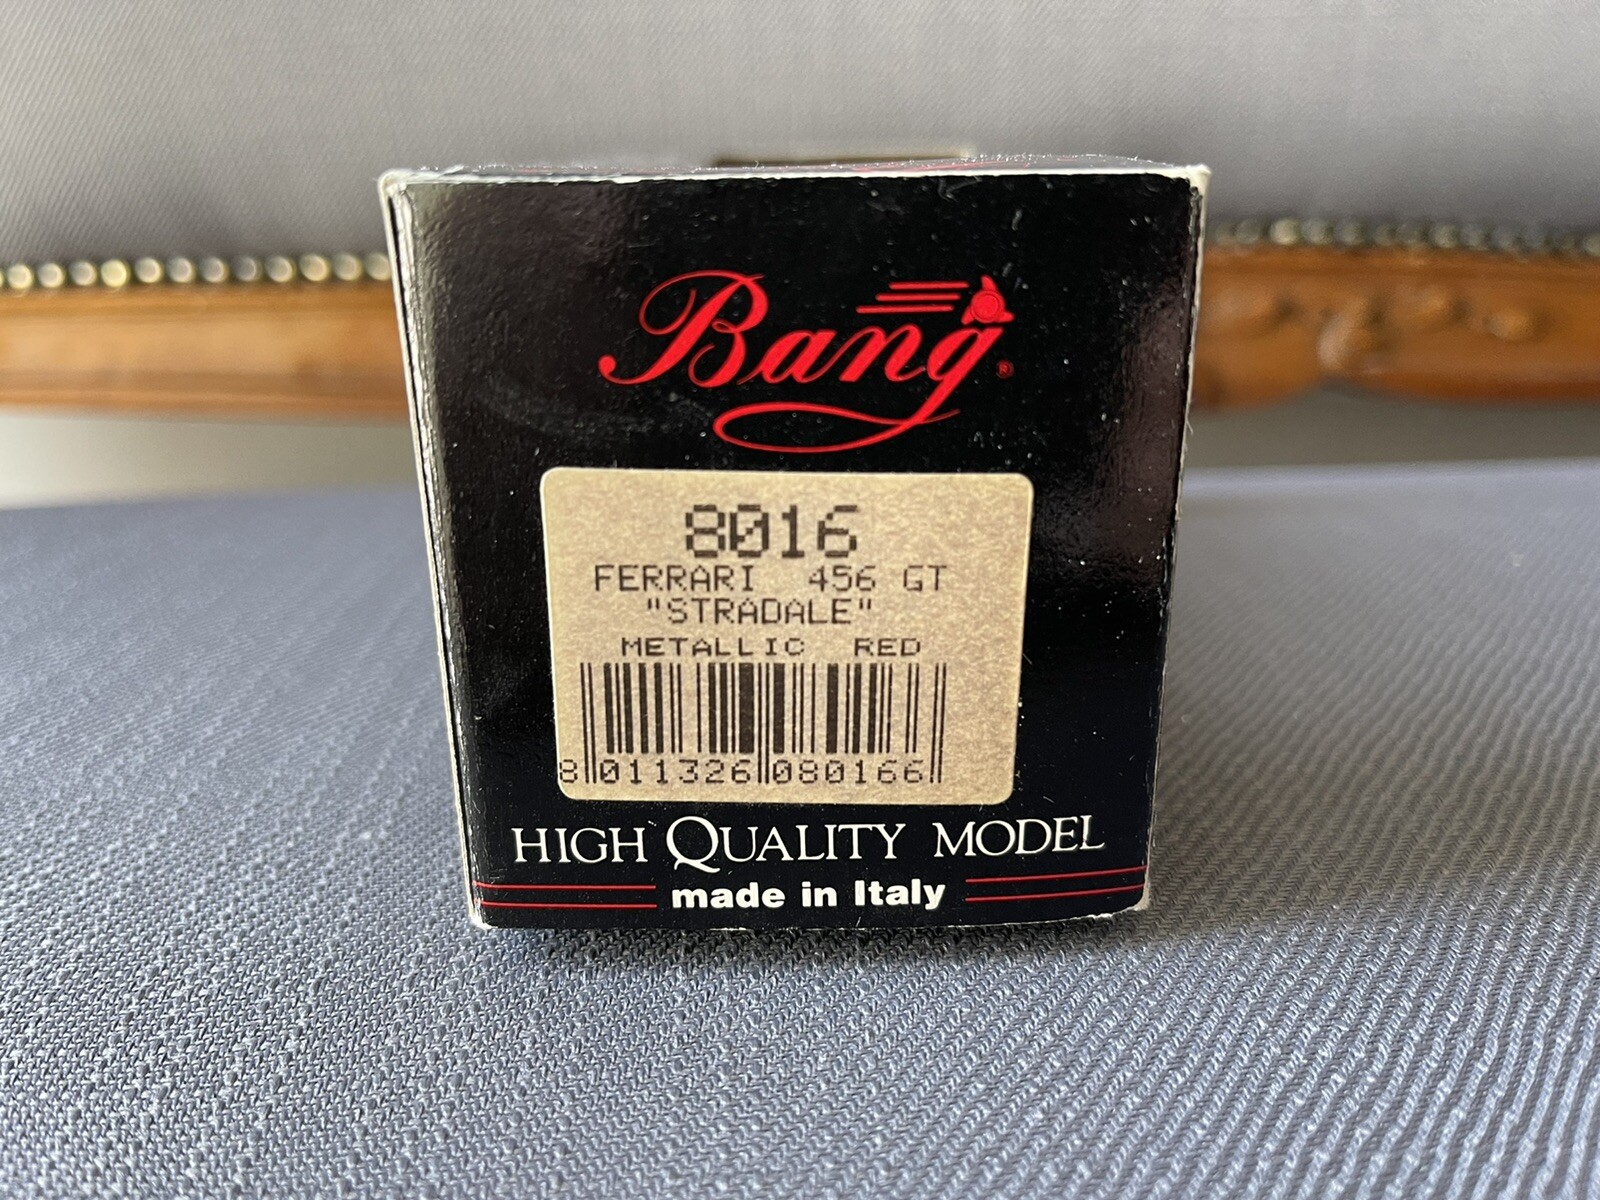 Bang®
8016
FERRARI 456 GT
"STRADALE"
METALLIC RED
8 011326 080166
HIGH QUALITY MODEL
made in Italy